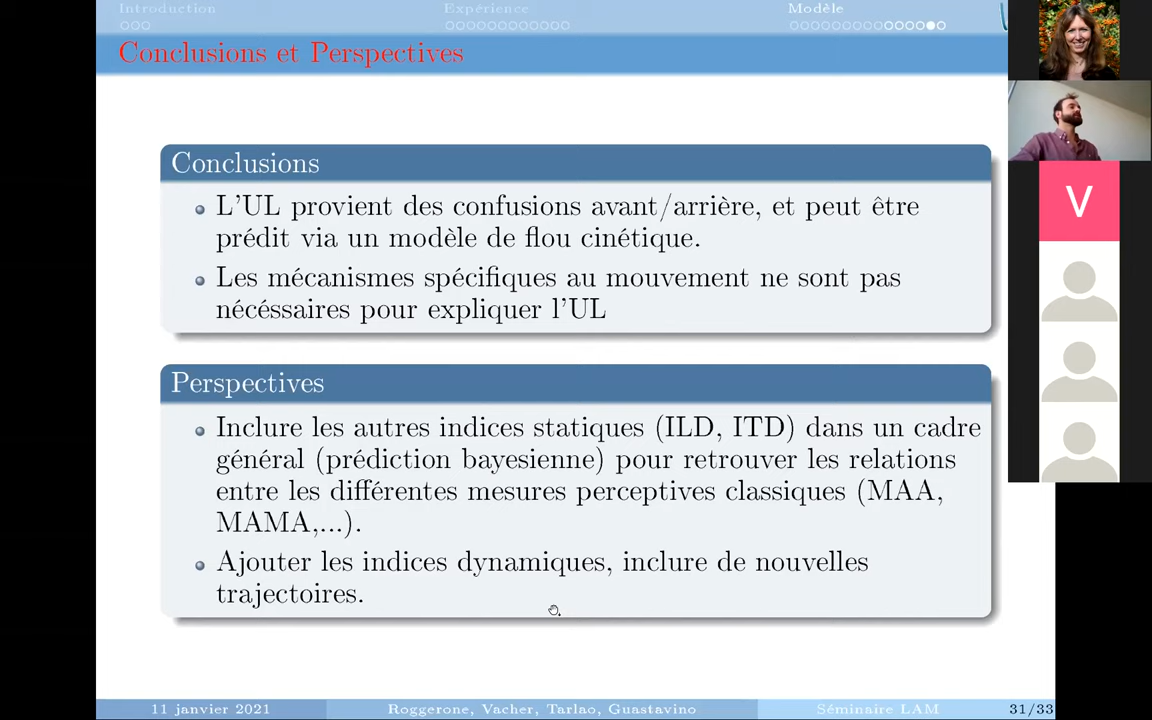 Introduction Expérience Modèle
Conclusions et Perspectives
Conclusions
L'UL provient des confusions avant/arrière, et peut être
prédit via un modèle de flou cinétique.
Les mécanismes spécifiques au mouvement ne sont pas
nécéssaires pour expliquer l'UL
Perspectives
Inclure les autres indices statiques (ILD, ITD) dans un cadre
général (prédiction bayesienne) pour retrouver les relations
entre les différentes mesures perceptives classiques (MAA,
MAMA,...).
Ajouter les indices dynamiques, inclure de nouvelles
trajectoires.
11 janvier 2021 Roggerone, Vacher, Tarlao, Guastavino Séminaire LAM 31/33
V